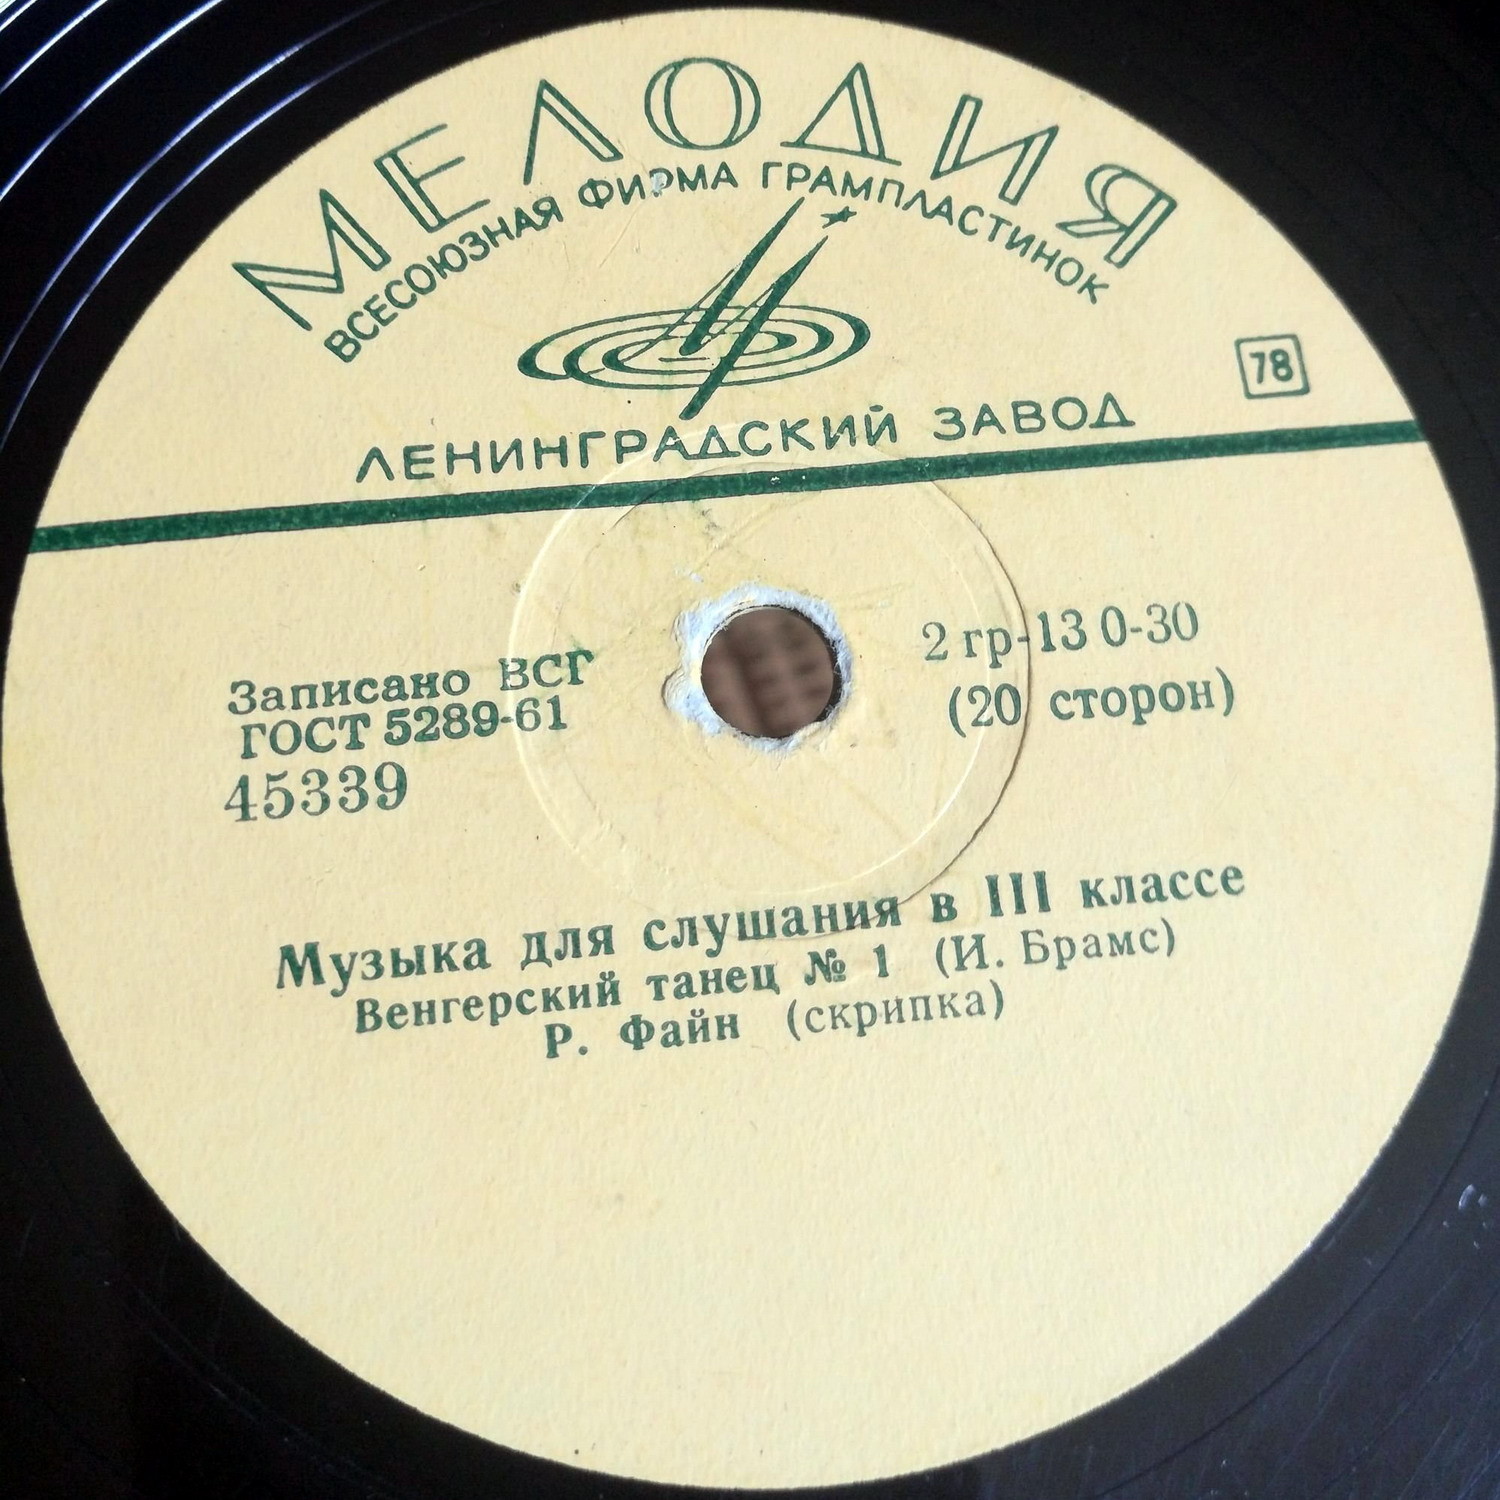 МЕЛОДИЯ
ВСЕСОЮЗНАЯ ФИРМА ГРАМПЛАСТИНОК
78
ЛЕНИНГРАДСКИЙ ЗАВОД
Записано ВСГ
ГОСТ 5289-61
45339
2 гр-13 0-30
(20 сторон)
Музыка для слушания в III классе
Венгерский танец № 1 (И. Брамс)
Р. Файн (скрипка)